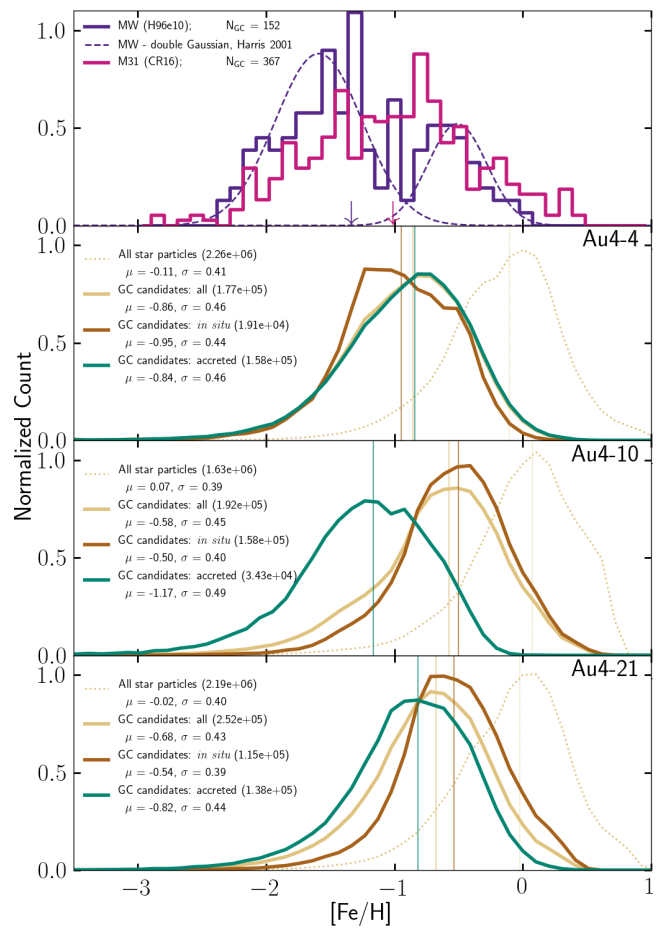 1.0
0.5
0.0
MW (H96e10); N_GC = 152
MW - double Gaussian, Harris 2001
M31 (CR16); N_GC = 367
Au4-4
1.0
0.5
0.0
All star particles (2.26e+06)
μ = -0.11, σ = 0.41
GC candidates: all (1.77e+05)
μ = -0.86, σ = 0.46
GC candidates: in situ (1.91e+04)
μ = -0.95, σ = 0.44
GC candidates: accreted (1.58e+05)
μ = -0.84, σ = 0.46
Normalized Count
Au4-10
1.0
0.5
0.0
All star particles (1.63e+06)
μ = 0.07, σ = 0.39
GC candidates: all (1.92e+05)
μ = -0.58, σ = 0.45
GC candidates: in situ (1.58e+05)
μ = -0.50, σ = 0.40
GC candidates: accreted (3.43e+04)
μ = -1.17, σ = 0.49
Au4-21
1.0
0.5
0.0
All star particles (2.19e+06)
μ = -0.02, σ = 0.40
GC candidates: all (2.52e+05)
μ = -0.68, σ = 0.43
GC candidates: in situ (1.15e+05)
μ = -0.54, σ = 0.39
GC candidates: accreted (1.38e+05)
μ = -0.82, σ = 0.44
−3 −2 −1 0 1
[Fe/H]